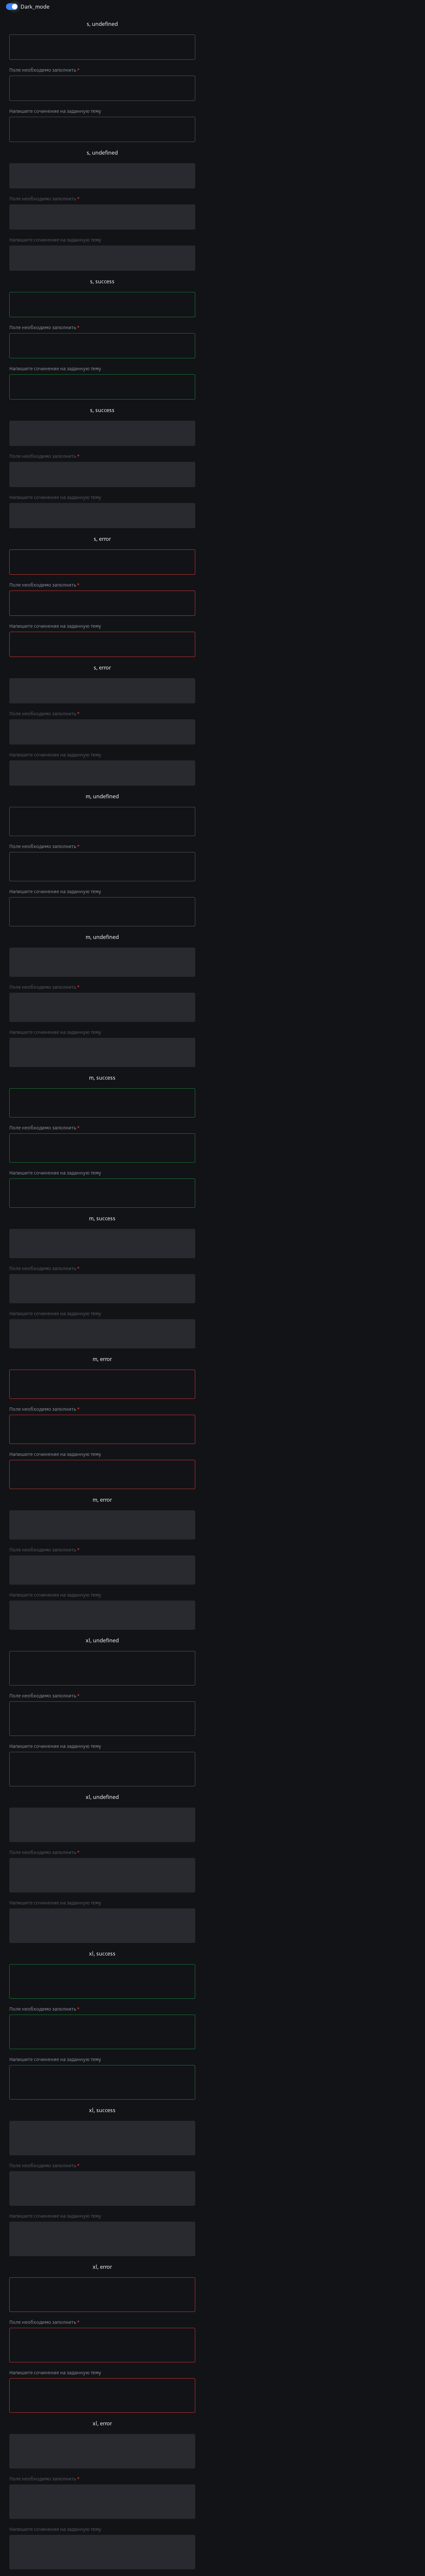 Dark_mode
s, undefined
Поле необходимо заполнить *
Напишите сочинение на заданную тему
s, undefined
Поле необходимо заполнить *
Напишите сочинение на заданную тему
s, success
Поле необходимо заполнить *
Напишите сочинение на заданную тему
s, success
Поле необходимо заполнить *
Напишите сочинение на заданную тему
s, error
Поле необходимо заполнить *
Напишите сочинение на заданную тему
s, error
Поле необходимо заполнить *
Напишите сочинение на заданную тему
m, undefined
Поле необходимо заполнить *
Напишите сочинение на заданную тему
m, undefined
Поле необходимо заполнить *
Напишите сочинение на заданную тему
m, success
Поле необходимо заполнить *
Напишите сочинение на заданную тему
m, success
Поле необходимо заполнить *
Напишите сочинение на заданную тему
m, error
Поле необходимо заполнить *
Напишите сочинение на заданную тему
m, error
Поле необходимо заполнить *
Напишите сочинение на заданную тему
xl, undefined
Поле необходимо заполнить *
Напишите сочинение на заданную тему
xl, undefined
Поле необходимо заполнить *
Напишите сочинение на заданную тему
xl, success
Поле необходимо заполнить *
Напишите сочинение на заданную тему
xl, success
Поле необходимо заполнить *
Напишите сочинение на заданную тему
xl, error
Поле необходимо заполнить *
Напишите сочинение на заданную тему
xl, error
Поле необходимо заполнить *
Напишите сочинение на заданную тему